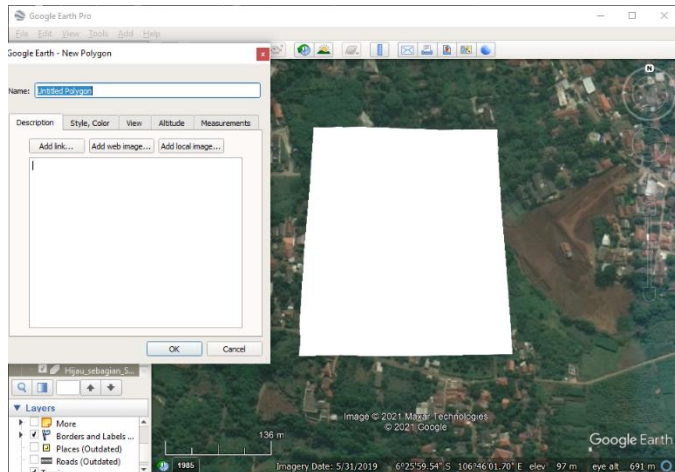 Google Earth Pro
File Edit View Tools Add Help
Google Earth - New Polygon
Name: Untitled Polygon
Description Style, Color View Altitude Measurements
Add link... Add web image... Add local image...
OK Cancel
Hijau_sebagian_S...
Layers
More
Borders and Labels ...
Places (Outdated)
Roads (Outdated)
N
Image © 2021 Maxar Technologies
© 2021 Google
136 m
Google Earth
1985
Imagery Date: 5/31/2019 6°25'59.54" S 106°46'01.70" E elev 97 m eye alt 691 m